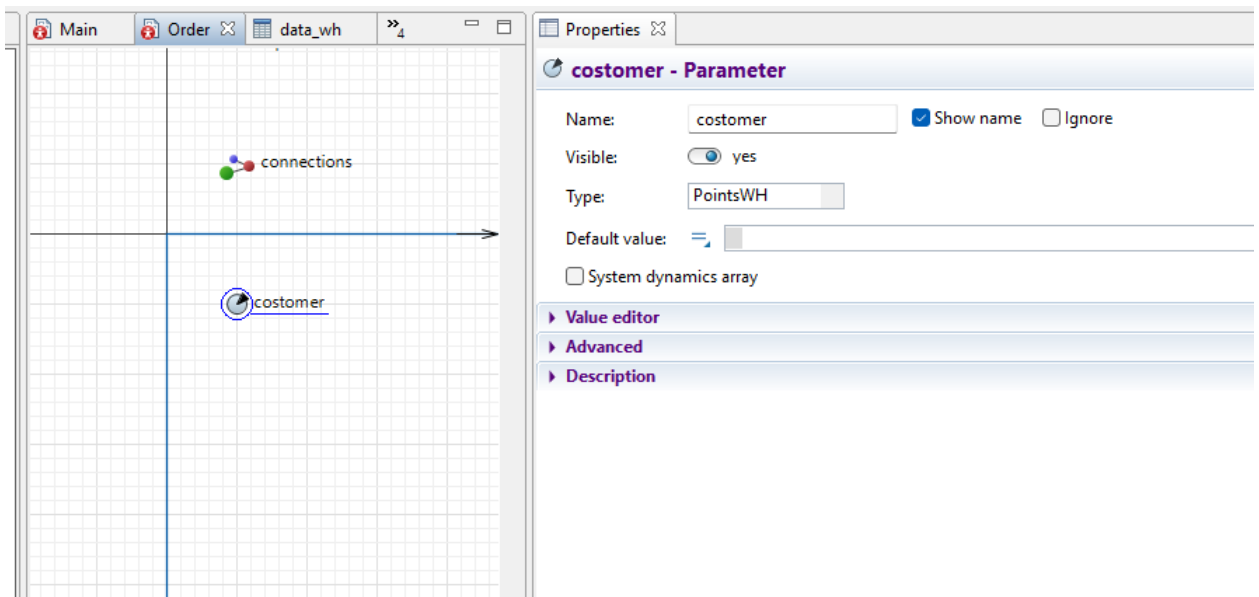 Main
Order
data_wh
»4
Properties
connections
costomer
costomer - Parameter
Name: costomer Show name Ignore
Visible: yes
Type: PointsWH
Default value:
System dynamics array
Value editor
Advanced
Description